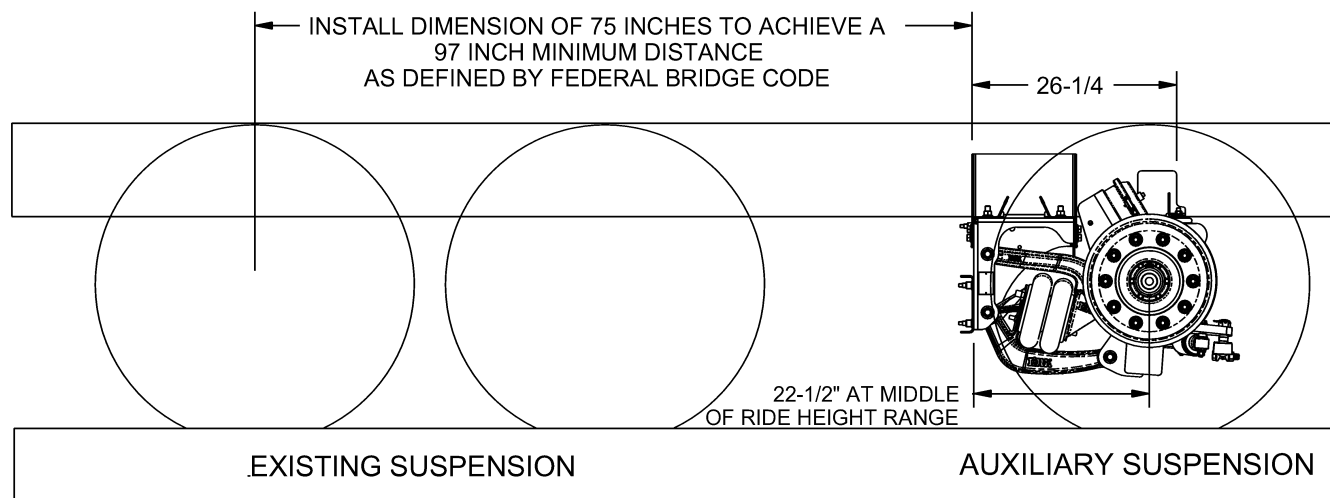 INSTALL DIMENSION OF 75 INCHES TO ACHIEVE A
97 INCH MINIMUM DISTANCE
AS DEFINED BY FEDERAL BRIDGE CODE
26-1/4
22-1/2" AT MIDDLE
OF RIDE HEIGHT RANGE
EXISTING SUSPENSION
AUXILIARY SUSPENSION